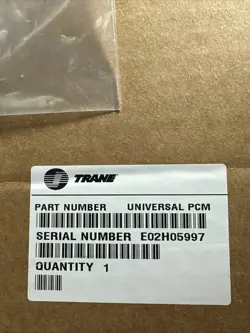 TRANE
PART NUMBER UNIVERSAL PCM
SERIAL NUMBER E02H05997
QUANTITY 1